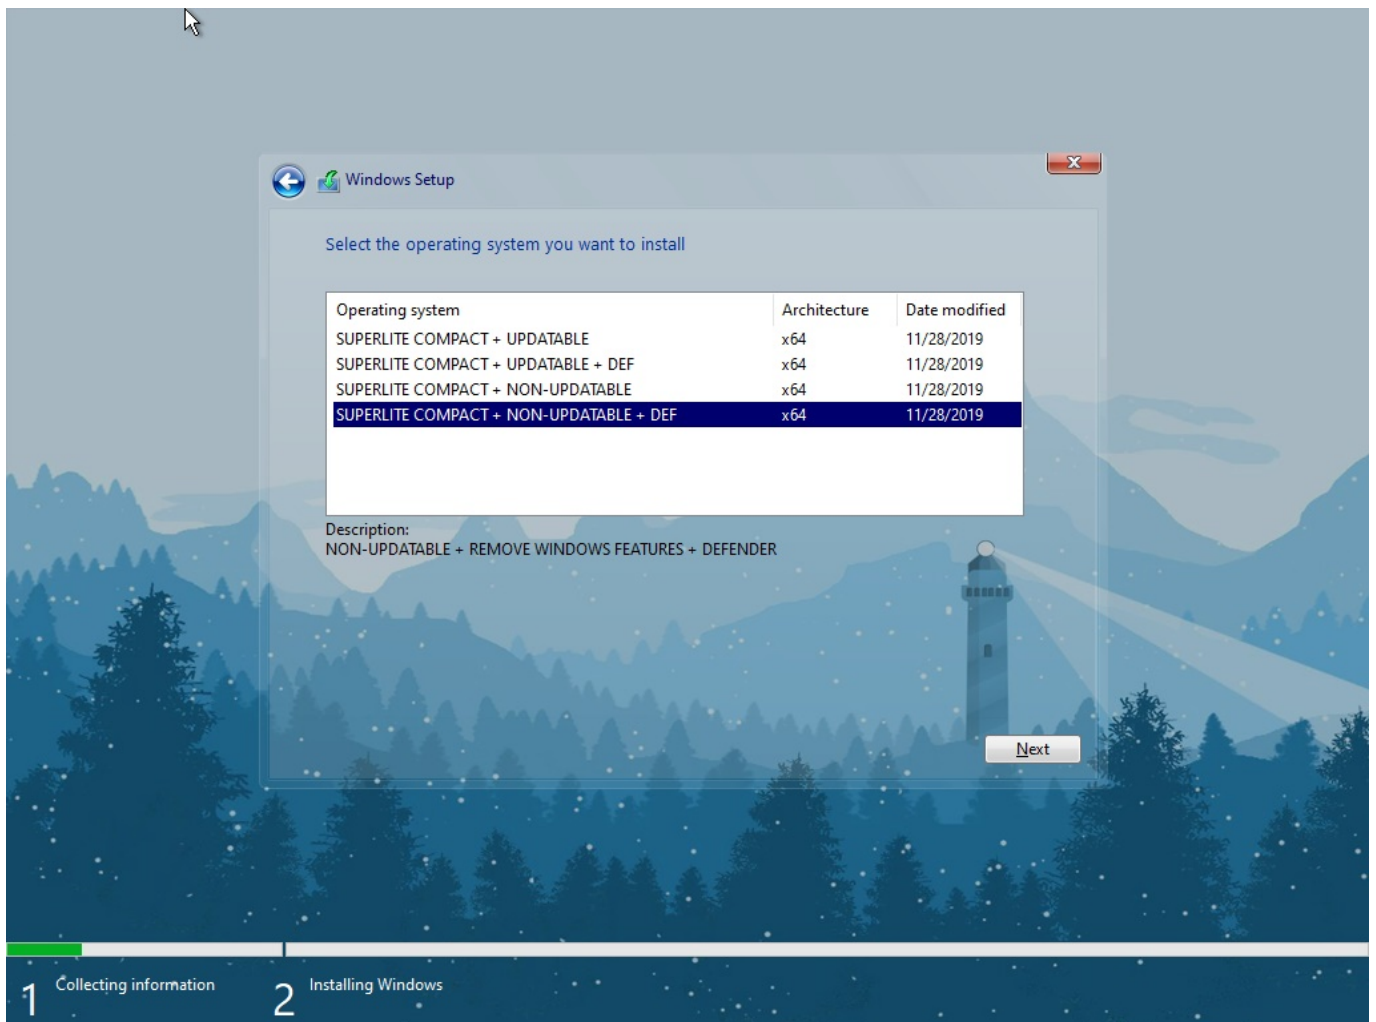 Windows Setup
Select the operating system you want to install
Operating system Architecture Date modified
SUPERLITE COMPACT + UPDATABLE x64 11/28/2019
SUPERLITE COMPACT + UPDATABLE + DEF x64 11/28/2019
SUPERLITE COMPACT + NON-UPDATABLE x64 11/28/2019
SUPERLITE COMPACT + NON-UPDATABLE + DEF x64 11/28/2019
Description:
NON-UPDATABLE + REMOVE WINDOWS FEATURES + DEFENDER
Next
1 Collecting information 2 Installing Windows